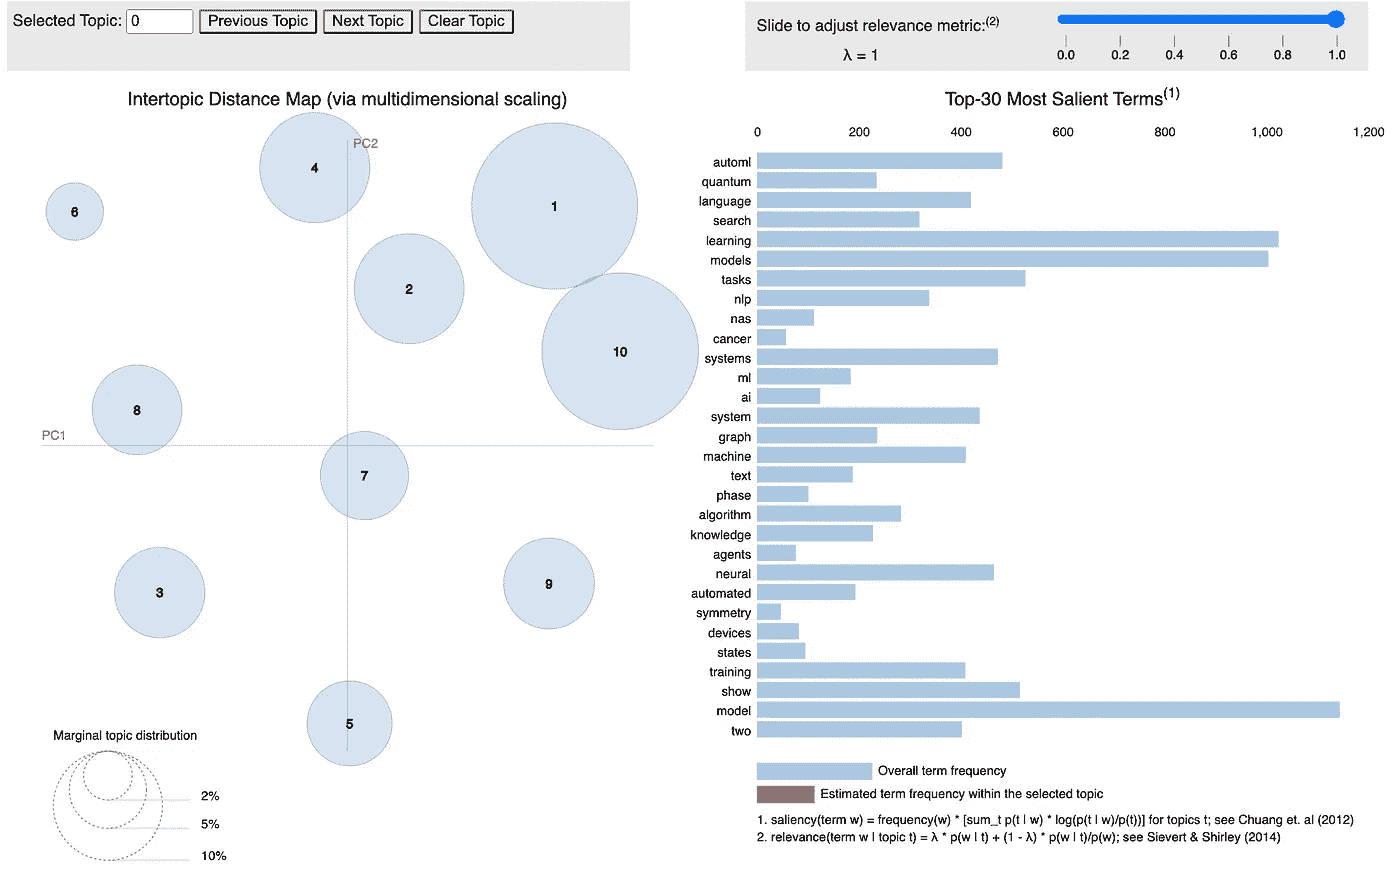 Selected Topic: 0 Previous Topic Next Topic Clear Topic
Slide to adjust relevance metric:(2)
λ = 1
0.0 0.2 0.4 0.6 0.8 1.0
Intertopic Distance Map (via multidimensional scaling)
PC2
PC1
4
1
6
2
10
8
7
9
3
5
Marginal topic distribution
2%
5%
10%
Top-30 Most Salient Terms(1)
0 200 400 600 800 1,000 1,200
automl
quantum
language
search
learning
models
tasks
nlp
nas
cancer
systems
ml
ai
system
graph
machine
text
phase
algorithm
knowledge
agents
neural
automated
symmetry
devices
states
training
show
model
two
Overall term frequency
Estimated term frequency within the selected topic
1. saliency(term w) = frequency(w) * [sum_t p(t | w) * log(p(t | w)/p(t))] for topics t; see Chuang et. al (2012)
2. relevance(term w | topic t) = λ * p(w | t) + (1 - λ) * p(w | t)/p(w); see Sievert & Shirley (2014)